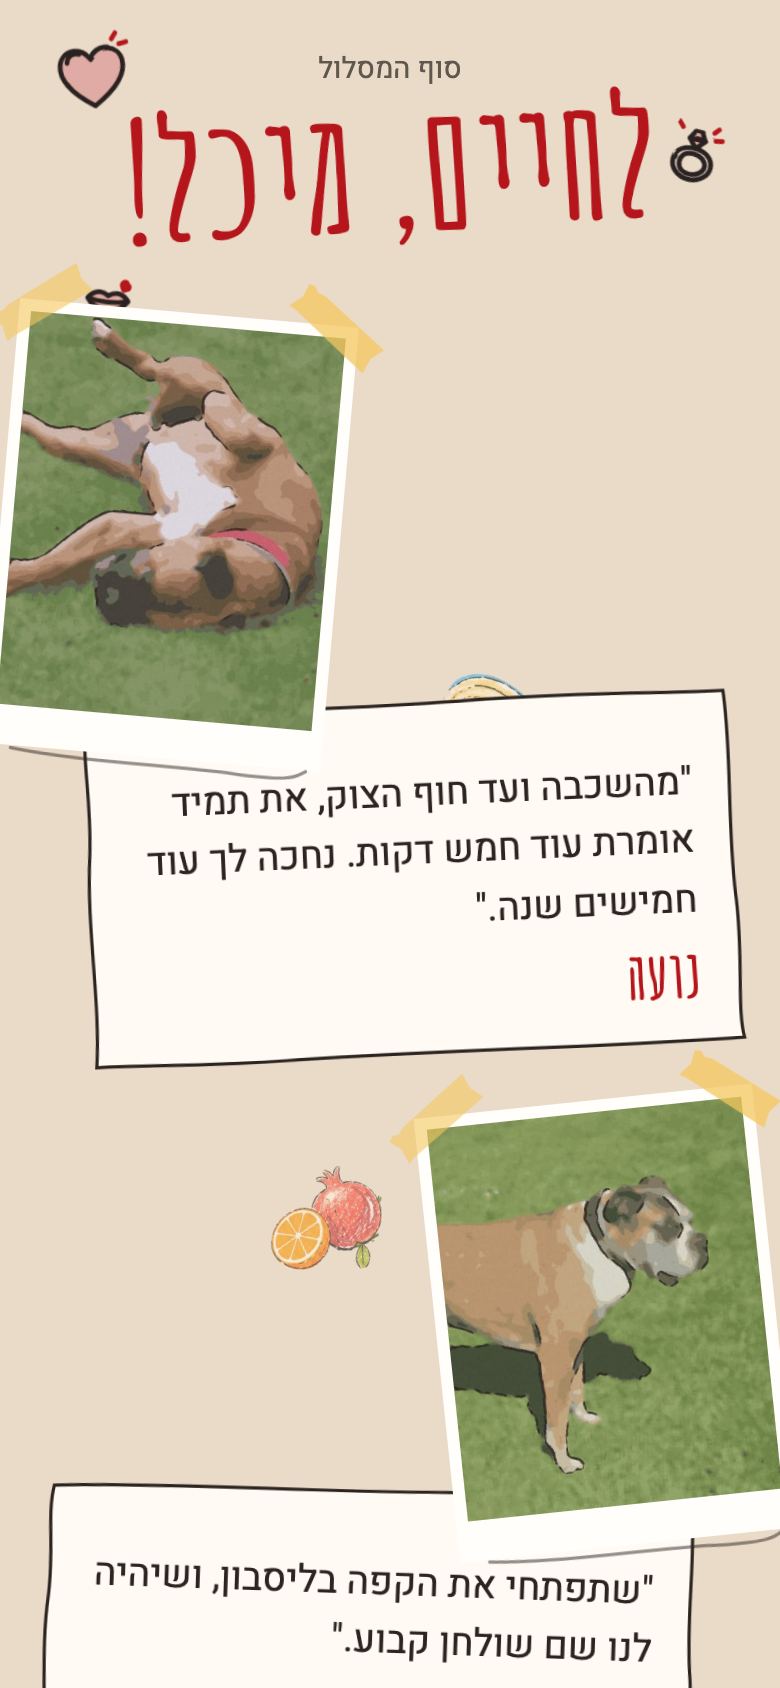 סוף המסלול
לחיים, מיכל!
"מהשכבה ועד חוף הצוק, את תמיד
אומרת עוד חמש דקות. נחכה לך עוד
חמישים שנה."
נועה
"שתפתחי את הקפה בליסבון, ושיהיה
לנו שם שולחן קבוע."